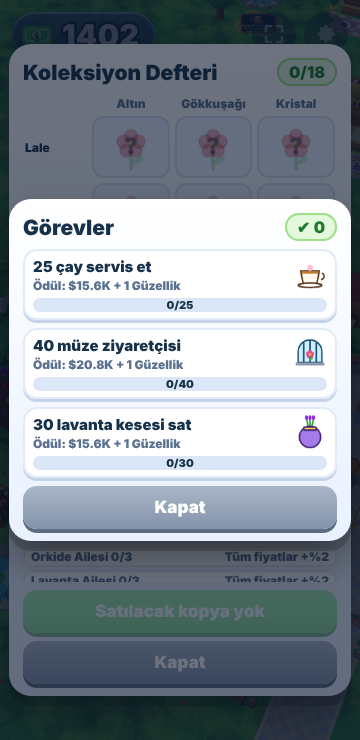 1402
Koleksiyon Defteri
0/18
Altın Gökkuşağı Kristal
Lale
? ? ?
Görevler
✔ 0
25 çay servis et
Ödül: $15.6K + 1 Güzellik
0/25
40 müze ziyaretçisi
Ödül: $20.8K + 1 Güzellik
0/40
30 lavanta kesesi sat
Ödül: $15.6K + 1 Güzellik
0/30
Kapat
Orkide Ailesi 0/3 Tüm fiyatlar +%2
Lavanta Ailesi 0/3 Tüm fiyatlar +%2
Satılacak kopya yok
Kapat